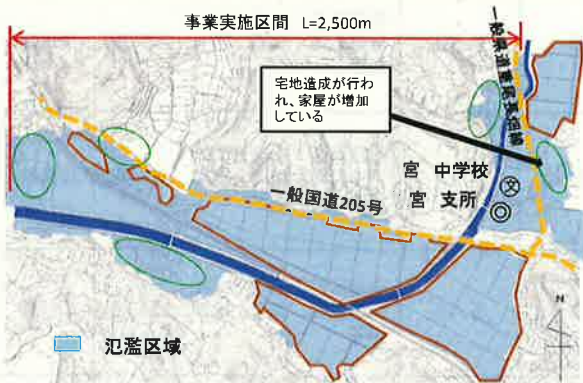 事業実施区間 L=2,500m
宅地造成が行わ
れ、家屋が増加
している
宮 中学校
宮 支所
一般国道205号
N
氾濫区域